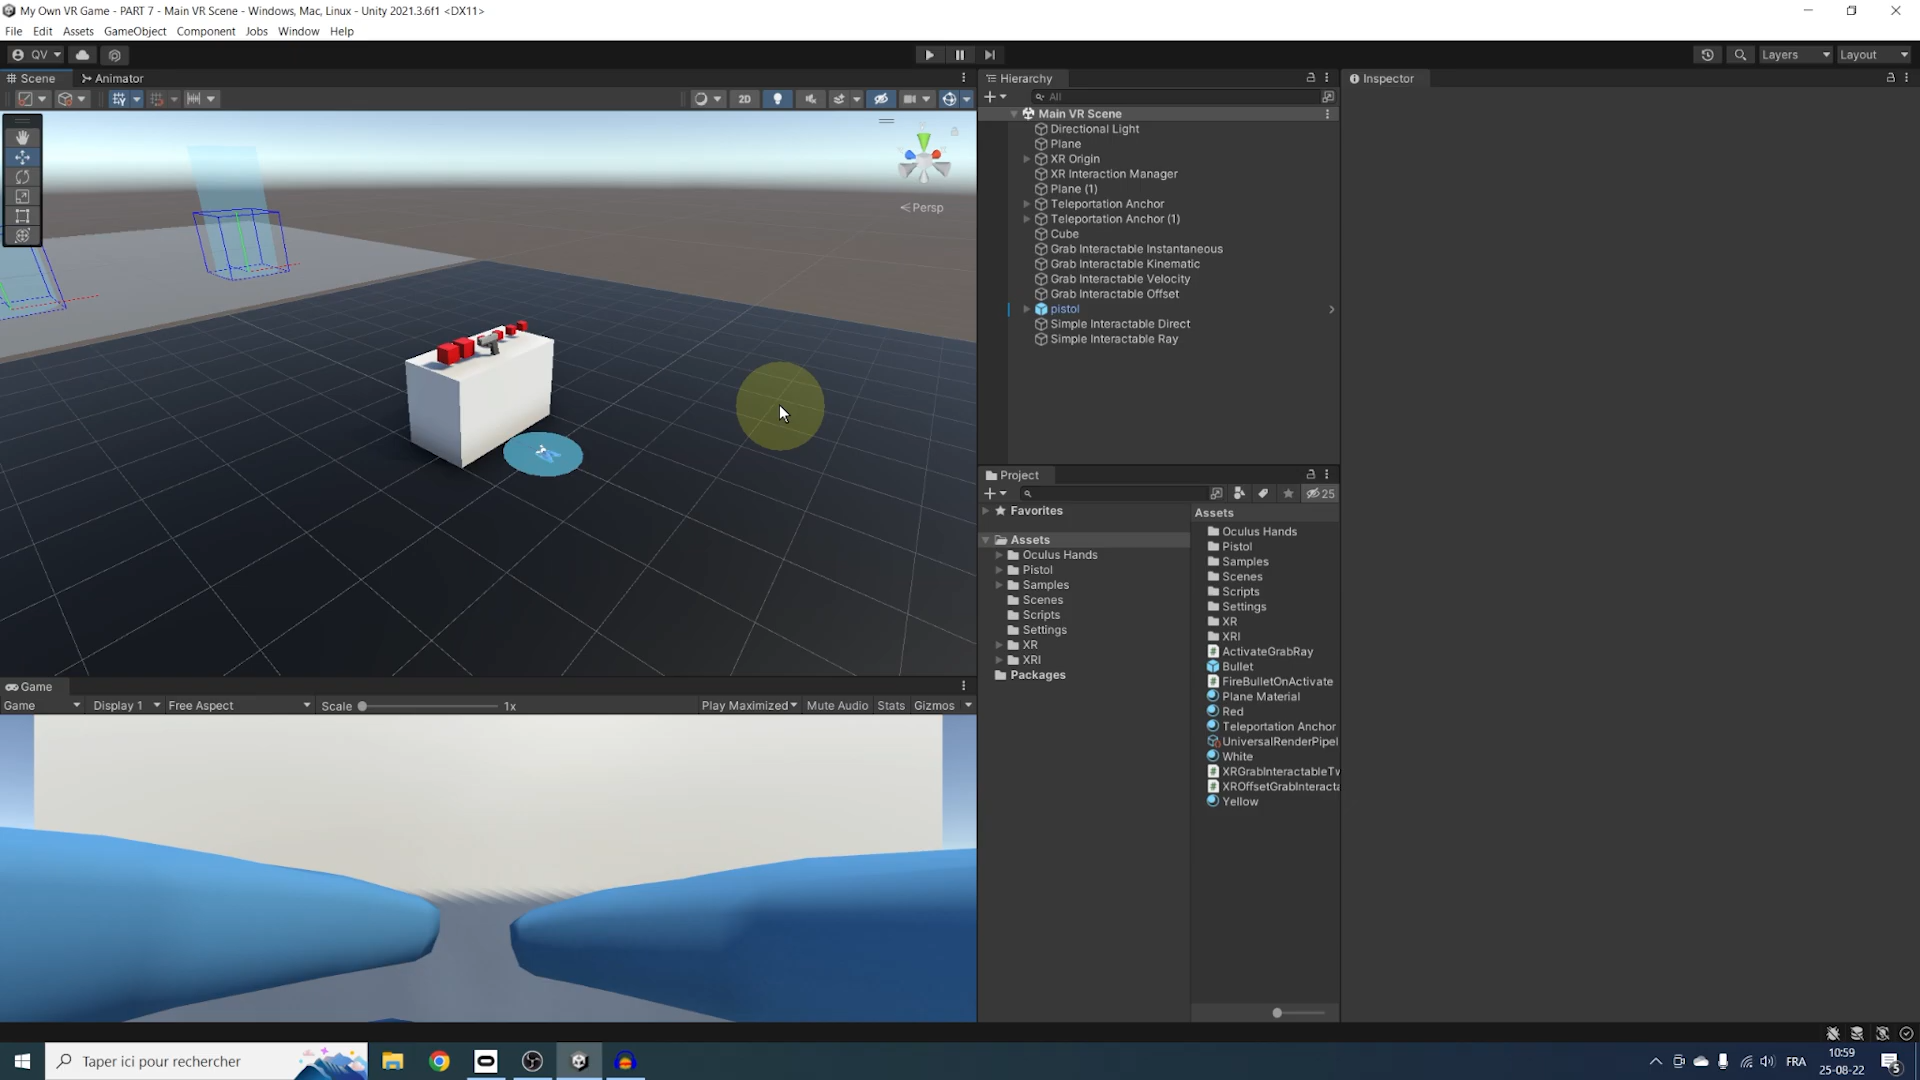 My Own VR Game - PART 7 - Main VR Scene - Windows, Mac, Linux - Unity 2021.3.6f1 <DX11>
File Edit Assets GameObject Component Jobs Window Help
QV
Layers
Layout
Scene
Animator
2D
Persp
Hierarchy
All
Main VR Scene
Directional Light
Plane
XR Origin
XR Interaction Manager
Plane (1)
Teleportation Anchor
Teleportation Anchor (1)
Cube
Grab Interactable Instantaneous
Grab Interactable Kinematic
Grab Interactable Velocity
Grab Interactable Offset
pistol
Simple Interactable Direct
Simple Interactable Ray
Inspector
Project
25
Favorites
Assets
Oculus Hands
Pistol
Samples
Scenes
Scripts
Settings
XR
XRI
Packages
Assets
Oculus Hands
Pistol
Samples
Scenes
Scripts
Settings
XR
XRI
ActivateGrabRay
Bullet
FireBulletOnActivate
Plane Material
Red
Teleportation Anchor
UniversalRenderPipel
White
XRGrabInteractableTw
XROffsetGrabInteracta
Yellow
Game
Game Display 1 Free Aspect Scale 1x Play Maximized Mute Audio Stats Gizmos
Taper ici pour rechercher
FRA
10:59
25-08-22
5